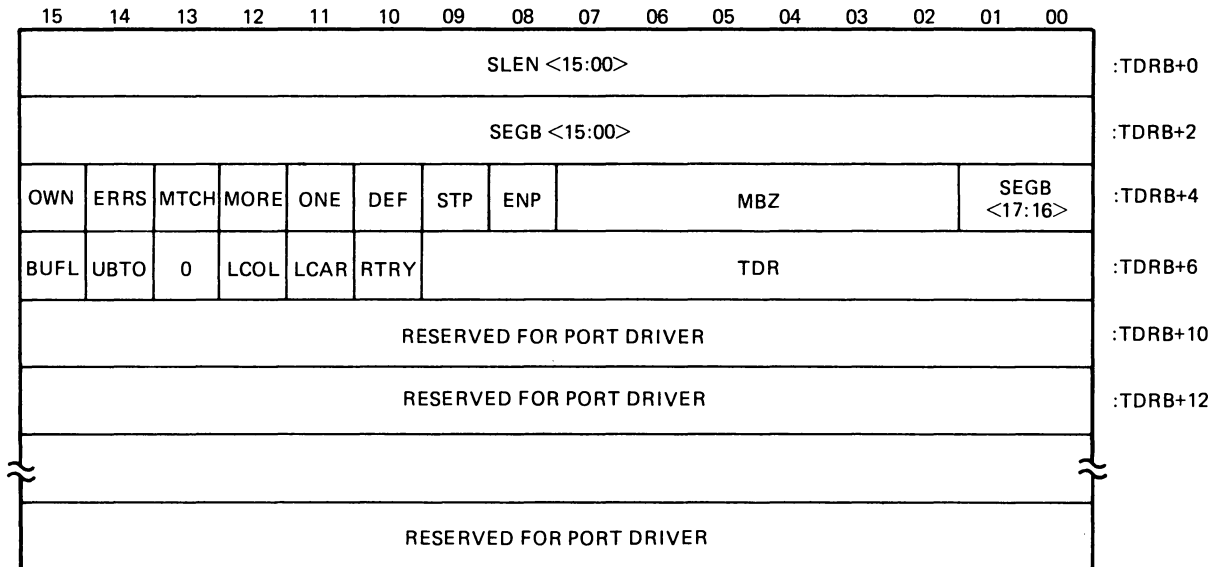 15 14 13 12 11 10 09 08 07 06 05 04 03 02 01 00
SLEN <15:00> :TDRB+0
SEGB <15:00> :TDRB+2
OWN ERRS MTCH MORE ONE DEF STP ENP MBZ SEGB <17:16> :TDRB+4
BUFL UBTO 0 LCOL LCAR RTRY TDR :TDRB+6
RESERVED FOR PORT DRIVER :TDRB+10
RESERVED FOR PORT DRIVER :TDRB+12
RESERVED FOR PORT DRIVER